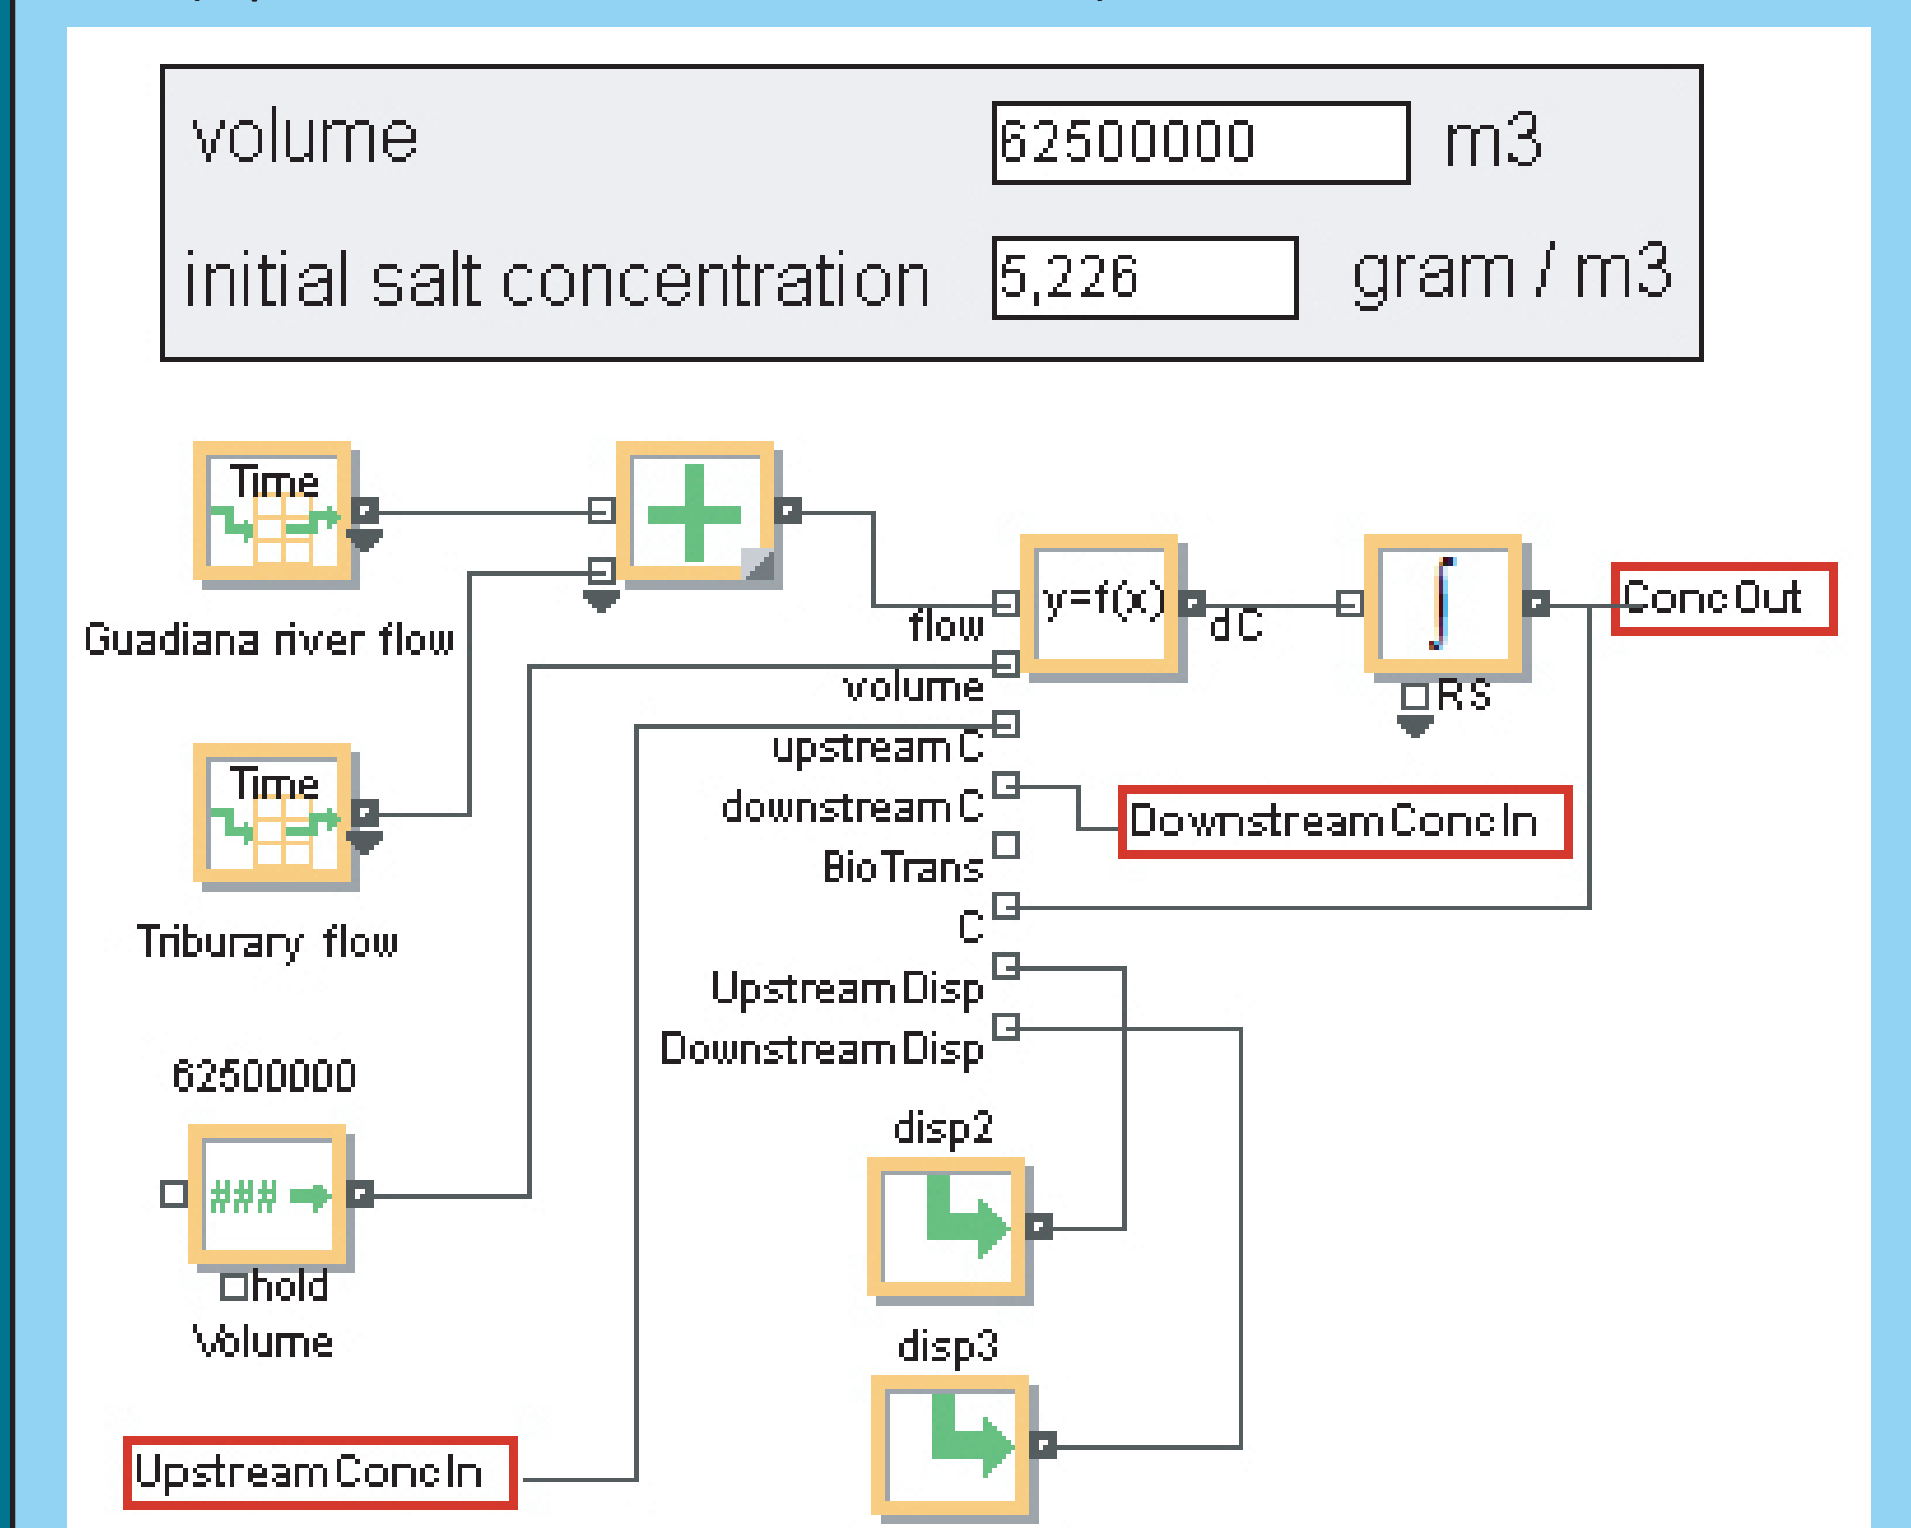 volume 62500000 m3
initial salt concentration 5,226 gram / m3
Time
Guadiana river flow
flow
y=f(x)
dC
ConcOut
RS
volume
upstreamC
downstreamC
DownstreamConcIn
BioTrans
C
UpstreamDisp
DownstreamDisp
Time
Triburary flow
62500000
###
hold
Volume
disp2
disp3
UpstreamConcIn